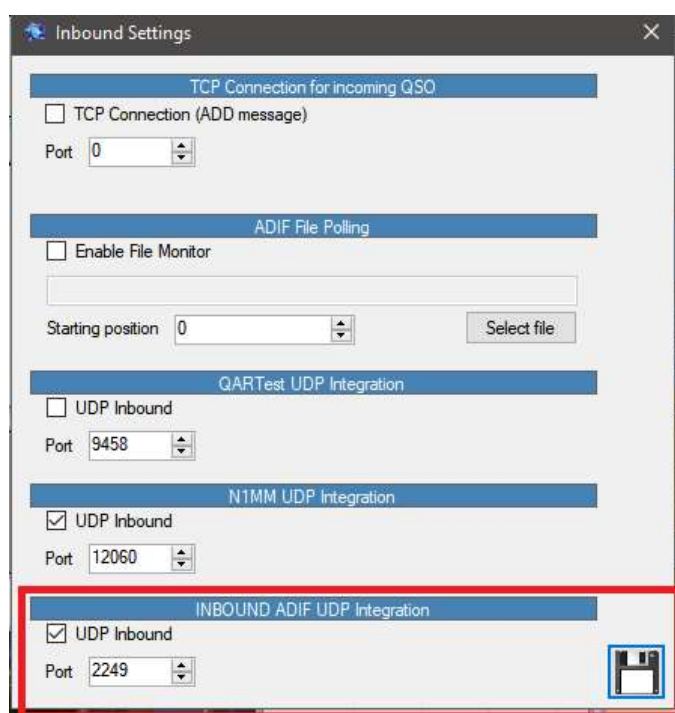 Inbound Settings
TCP Connection for incoming QSO
TCP Connection (ADD message)
Port 0
ADIF File Polling
Enable File Monitor
Starting position 0 Select file
QARTest UDP Integration
UDP Inbound
Port 9458
N1MM UDP Integration
UDP Inbound
Port 12060
INBOUND ADIF UDP Integration
UDP Inbound
Port 2249